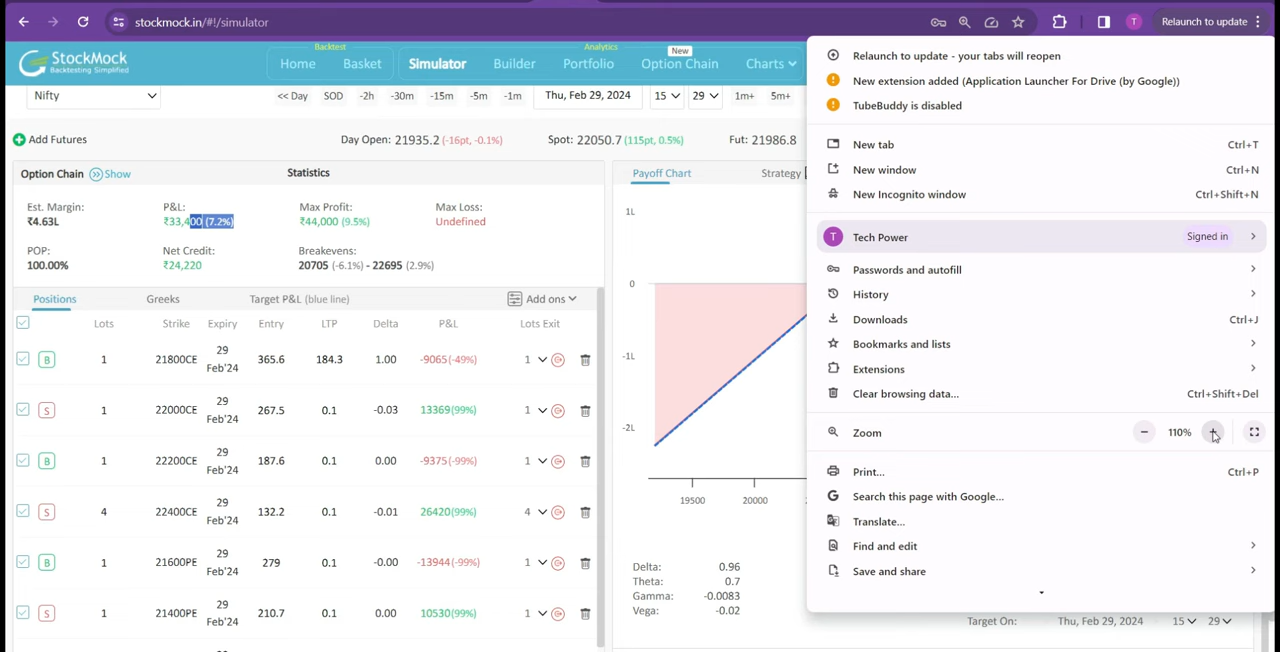 stockmock.in/#!/simulator
T
Relaunch to update
StockMock
Backtesting Simplified
Backtest
Home
Basket
Simulator
Builder
Analytics
Portfolio
New
Option Chain
Charts
Nifty
<< Day SOD -2h -30m -15m -5m -1m Thu, Feb 29, 2024 15 29 1m+ 5m+
Add Futures
Day Open: 21935.2 (-16pt, -0.1%)
Spot: 22050.7 (115pt, 0.5%)
Fut: 21986.8
Option Chain Show
Statistics
Est. Margin: P&L: Max Profit: Max Loss:
₹4.63L ₹33,400 (7.2%) ₹44,000 (9.5%) Undefined
POP: Net Credit: Breakevens:
100.00% ₹24,220 20705 (-6.1%) - 22695 (2.9%)
Positions Greeks Target P&L (blue line) Add ons
Lots Strike Expiry Entry LTP Delta P&L Lots Exit
B 1 21800CE 29 Feb'24 365.6 184.3 1.00 -9065(-49%) 1
S 1 22000CE 29 Feb'24 267.5 0.1 -0.03 13369(99%) 1
B 1 22200CE 29 Feb'24 187.6 0.1 0.00 -9375(-99%) 1
S 4 22400CE 29 Feb'24 132.2 0.1 -0.01 26420(99%) 4
B 1 21600PE 29 Feb'24 279 0.1 -0.00 -13944(-99%) 1
S 1 21400PE 29 Feb'24 210.7 0.1 0.00 10530(99%) 1
Payoff Chart Strategy
1L
0
-1L
-2L
19500 20000
Delta: 0.96
Theta: 0.7
Gamma: -0.0083
Vega: -0.02
Target On: Thu, Feb 29, 2024 15 29
Relaunch to update - your tabs will reopen
New extension added (Application Launcher For Drive (by Google))
TubeBuddy is disabled
New tab Ctrl+T
New window Ctrl+N
New Incognito window Ctrl+Shift+N
T Tech Power Signed in
Passwords and autofill
History
Downloads Ctrl+J
Bookmarks and lists
Extensions
Clear browsing data... Ctrl+Shift+Del
Zoom − 110% +
Print... Ctrl+P
Search this page with Google...
Translate...
Find and edit
Save and share